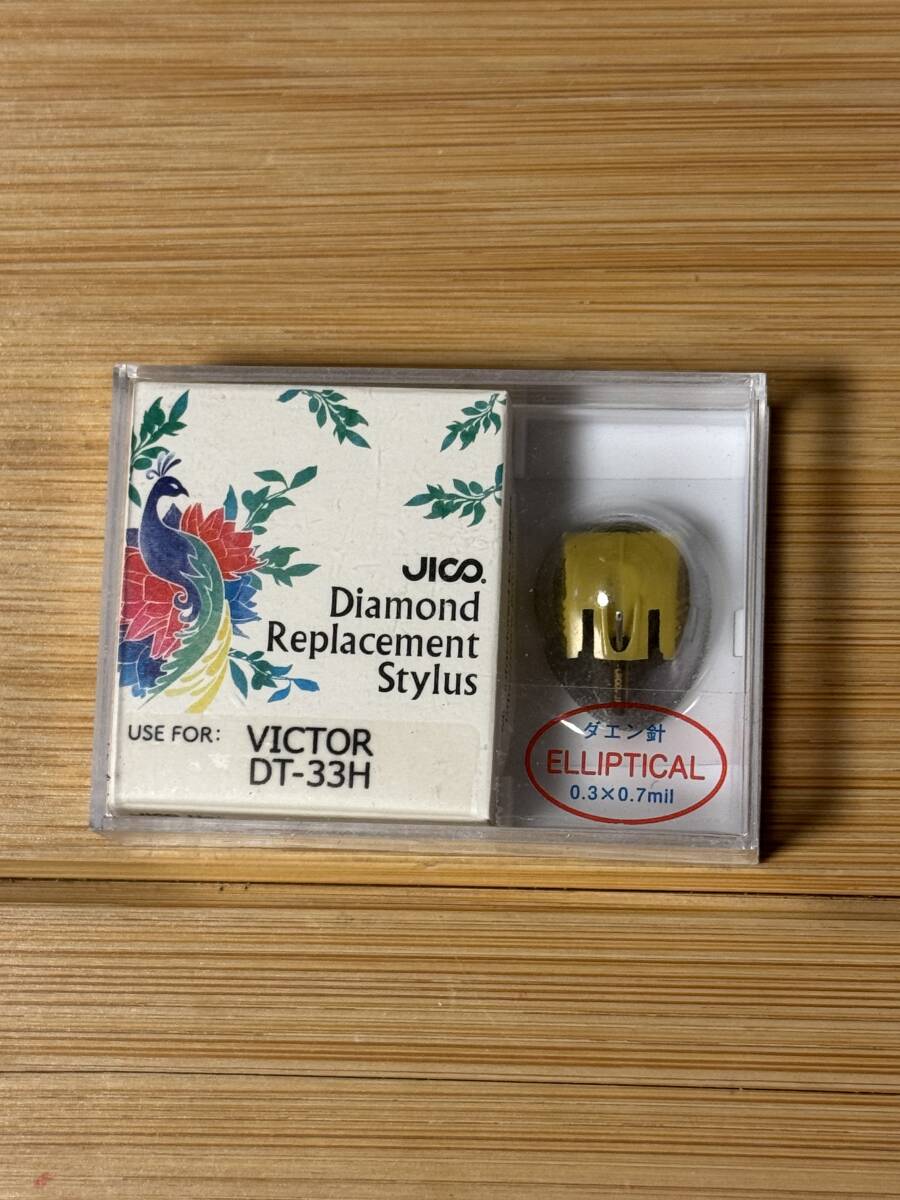 JICO.
Diamond
Replacement
Stylus
USE FOR: VICTOR
DT-33H
ダエン針
ELLIPTICAL
0.3×0.7mil